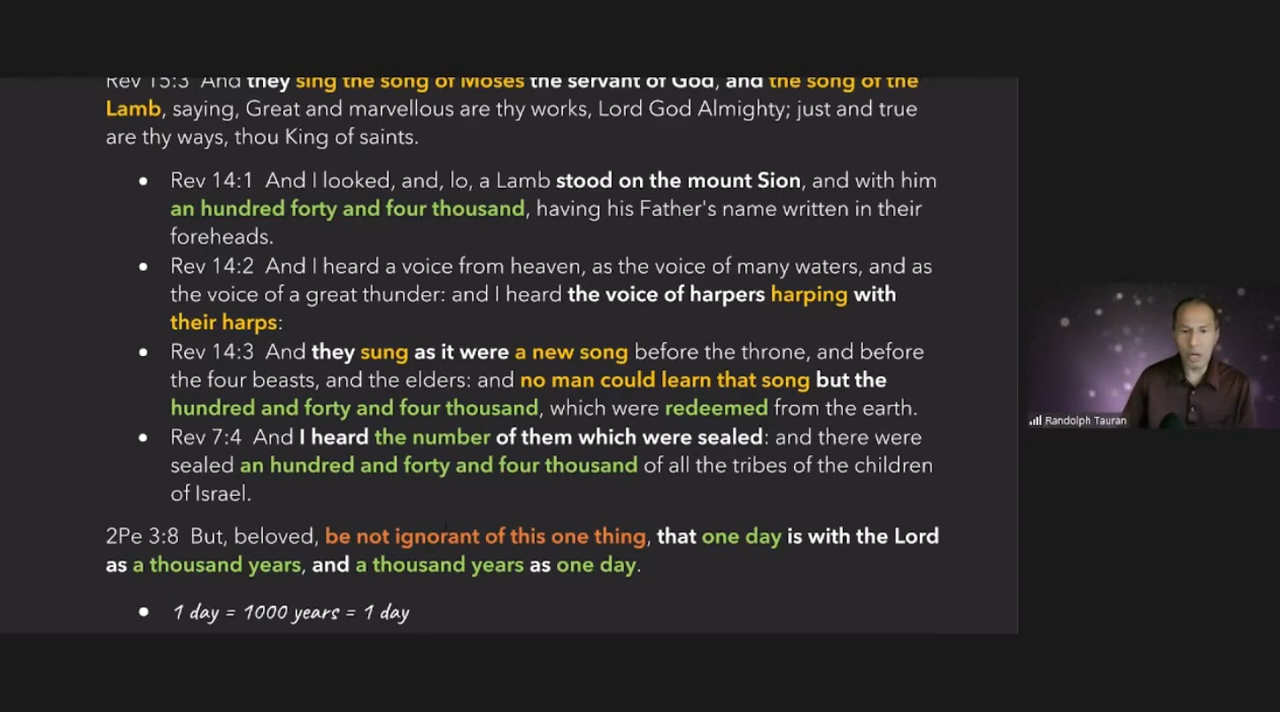 Rev 15:3 And they sing the song of Moses the servant of God, and the song of the
Lamb, saying, Great and marvellous are thy works, Lord God Almighty; just and true
are thy ways, thou King of saints.
• Rev 14:1 And I looked, and, lo, a Lamb stood on the mount Sion, and with him
an hundred forty and four thousand, having his Father's name written in their
foreheads.
• Rev 14:2 And I heard a voice from heaven, as the voice of many waters, and as
the voice of a great thunder: and I heard the voice of harpers harping with
their harps:
• Rev 14:3 And they sung as it were a new song before the throne, and before
the four beasts, and the elders: and no man could learn that song but the
hundred and forty and four thousand, which were redeemed from the earth.
• Rev 7:4 And I heard the number of them which were sealed: and there were
sealed an hundred and forty and four thousand of all the tribes of the children
of Israel.
2Pe 3:8 But, beloved, be not ignorant of this one thing, that one day is with the Lord
as a thousand years, and a thousand years as one day.
• 1 day = 1000 years = 1 day
Randolph Tauran